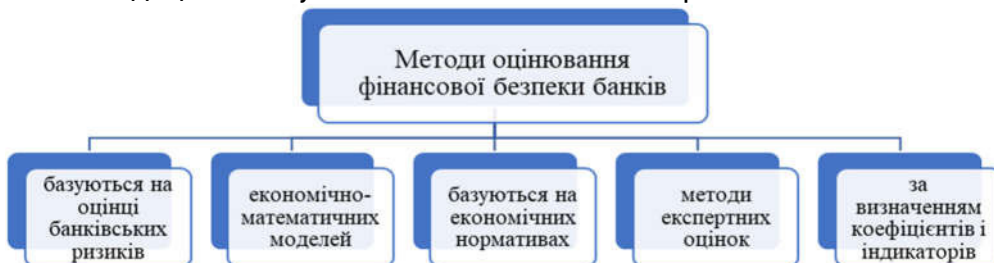 Методи оцінювання
фінансової безпеки банків
базуються на
оцінці
банківських
ризиків
економічно-
математичних
моделей
базуються на
економічних
нормативах
методи
експертних
оцінок
за
визначенням
коефіцієнтів і
індикаторів